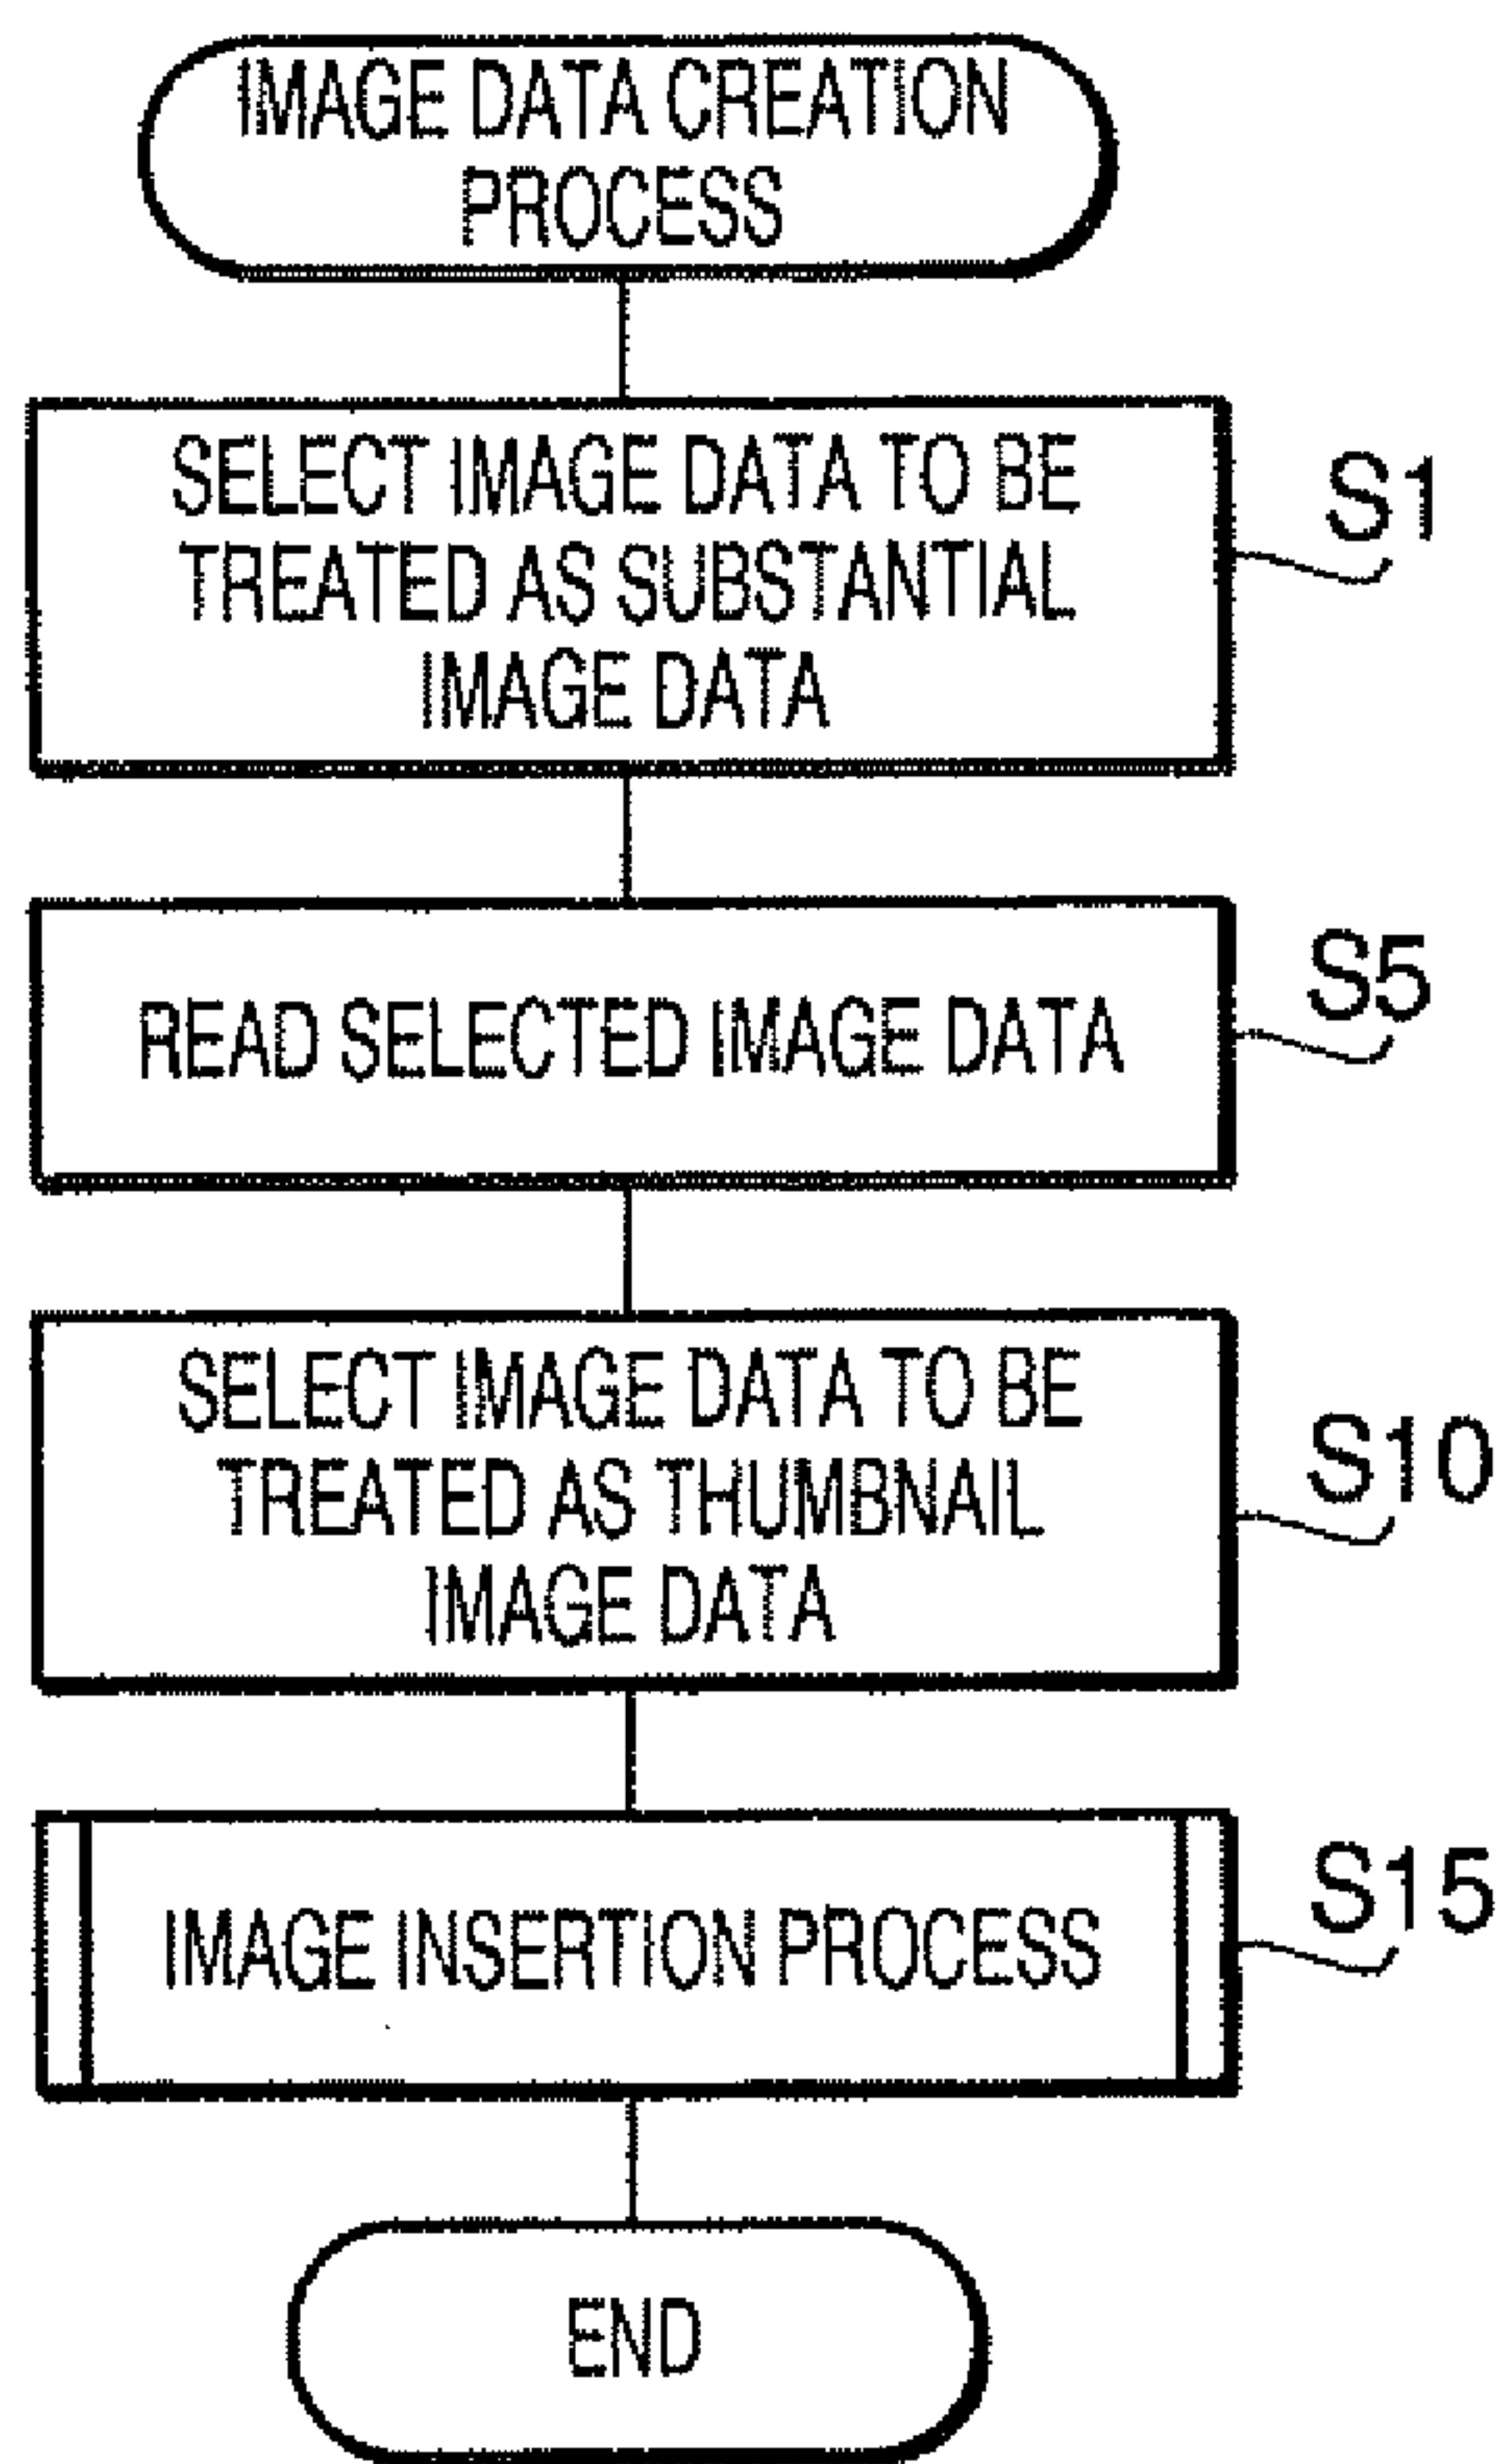 IMAGE DATA CREATION
PROCESS
SELECT IMAGE DATA TO BE
TREATED AS SUBSTANTIAL
IMAGE DATA
S1
READ SELECTED IMAGE DATA
S5
SELECT IMAGE DATA TO BE
TREATED AS THUMBNAIL
IMAGE DATA
S10
IMAGE INSERTION PROCESS
S15
END